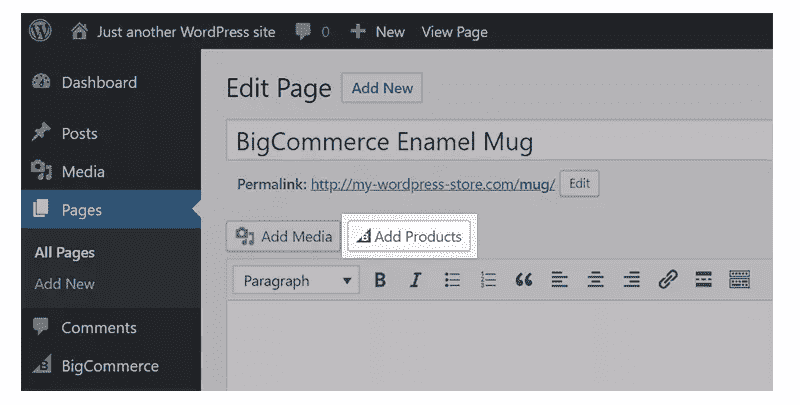 Just another WordPress site 0 New View Page
Dashboard
Posts
Media
Pages
All Pages
Add New
Comments
BigCommerce
Edit Page Add New
BigCommerce Enamel Mug
Permalink: http://my-wordpress-store.com/mug/ Edit
Add Media Add Products
Paragraph